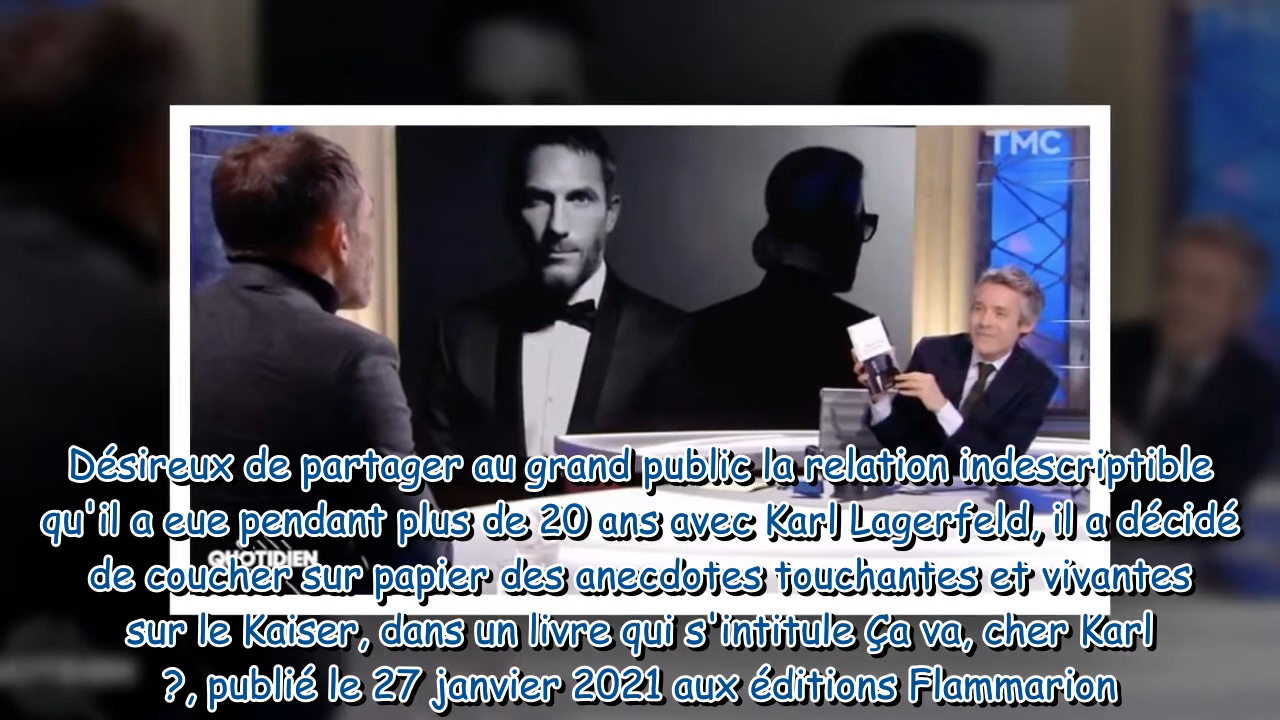 TMC
Désireux de partager au grand public la relation indescriptible
qu'il a eue pendant plus de 20 ans avec Karl Lagerfeld, il a décidé
QUOTIDIEN
de coucher sur papier des anecdotes touchantes et vivantes
sur le Kaiser, dans un livre qui s'intitule Ça va, cher Karl
?, publié le 27 janvier 2021 aux éditions Flammarion